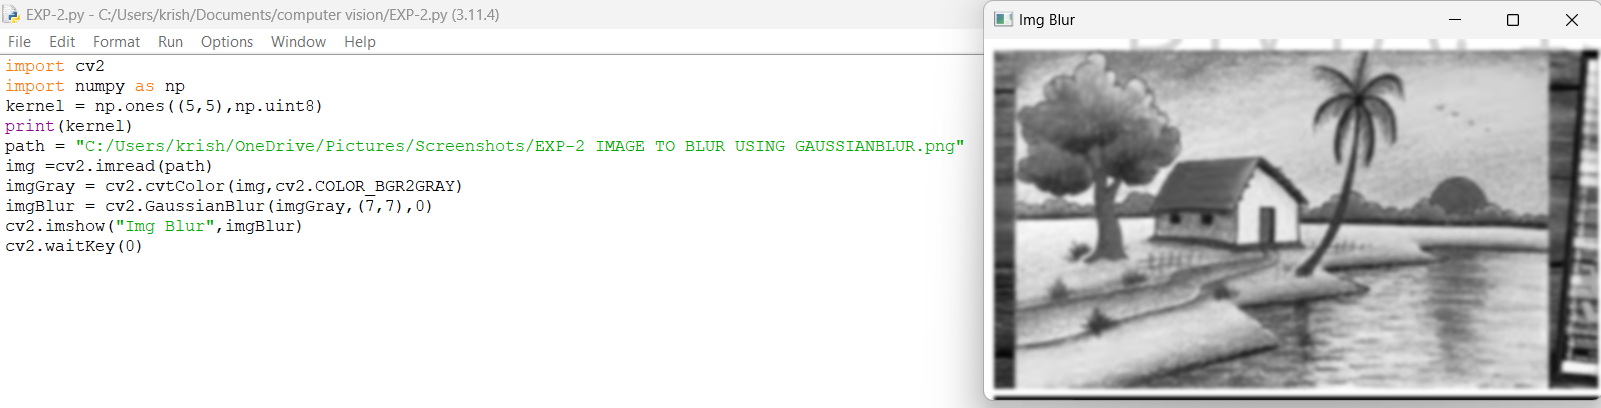 EXP-2.py - C:/Users/krish/Documents/computer vision/EXP-2.py (3.11.4)
File Edit Format Run Options Window Help
import cv2
import numpy as np
kernel = np.ones((5,5),np.uint8)
print(kernel)
path = "C:/Users/krish/OneDrive/Pictures/Screenshots/EXP-2 IMAGE TO BLUR USING GAUSSIANBLUR.png"
img =cv2.imread(path)
imgGray = cv2.cvtColor(img,cv2.COLOR_BGR2GRAY)
imgBlur = cv2.GaussianBlur(imgGray,(7,7),0)
cv2.imshow("Img Blur",imgBlur)
cv2.waitKey(0)
Img Blur